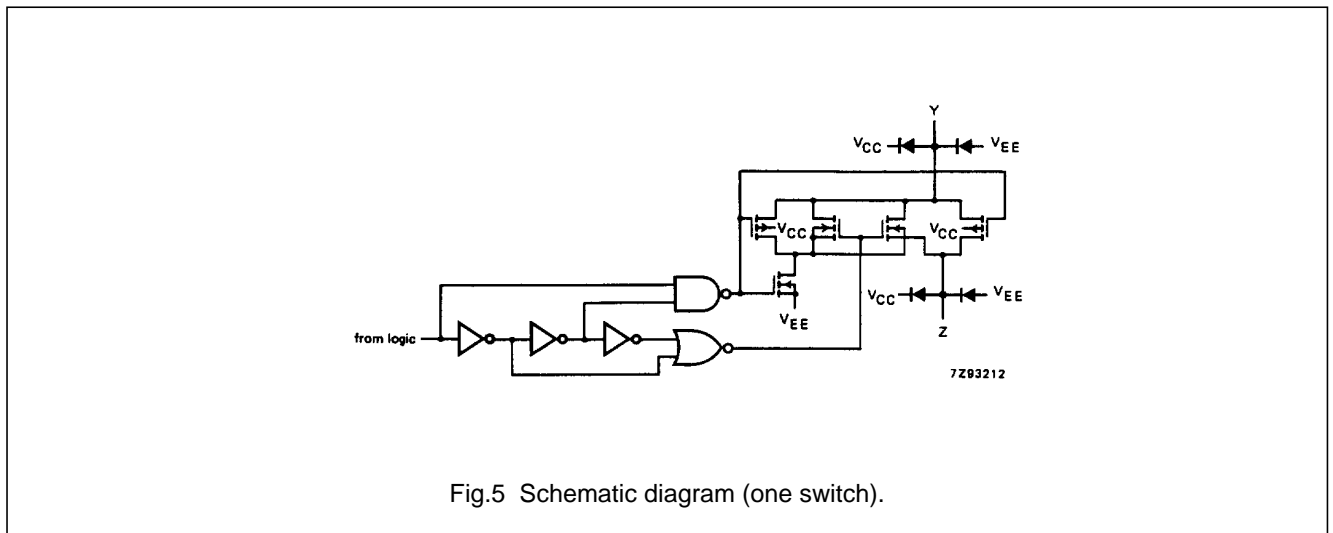 Y
VCC VEE
VCC VCC
VCC VEE
VEE
from logic
Z
7Z93212
Fig.5 Schematic diagram (one switch).